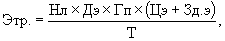 Этр. = Нл × Дэ × Гп × (Цэ + Зд.э) / Т,